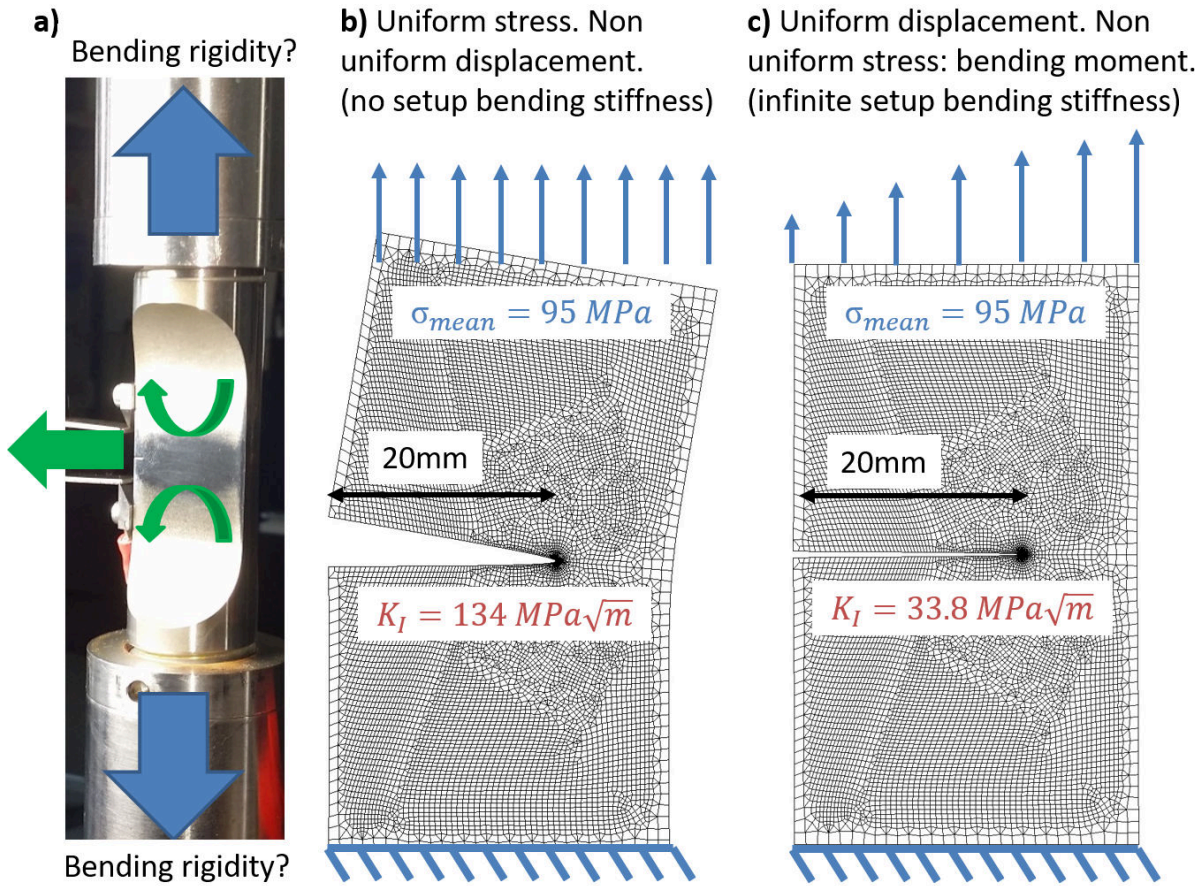 a)
Bending rigidity?
Bending rigidity?
b) Uniform stress. Non
uniform displacement.
(no setup bending stiffness)
σmean = 95 MPa
20mm
KI = 134 MPa√m
c) Uniform displacement. Non
uniform stress: bending moment.
(infinite setup bending stiffness)
σmean = 95 MPa
20mm
KI = 33.8 MPa√m